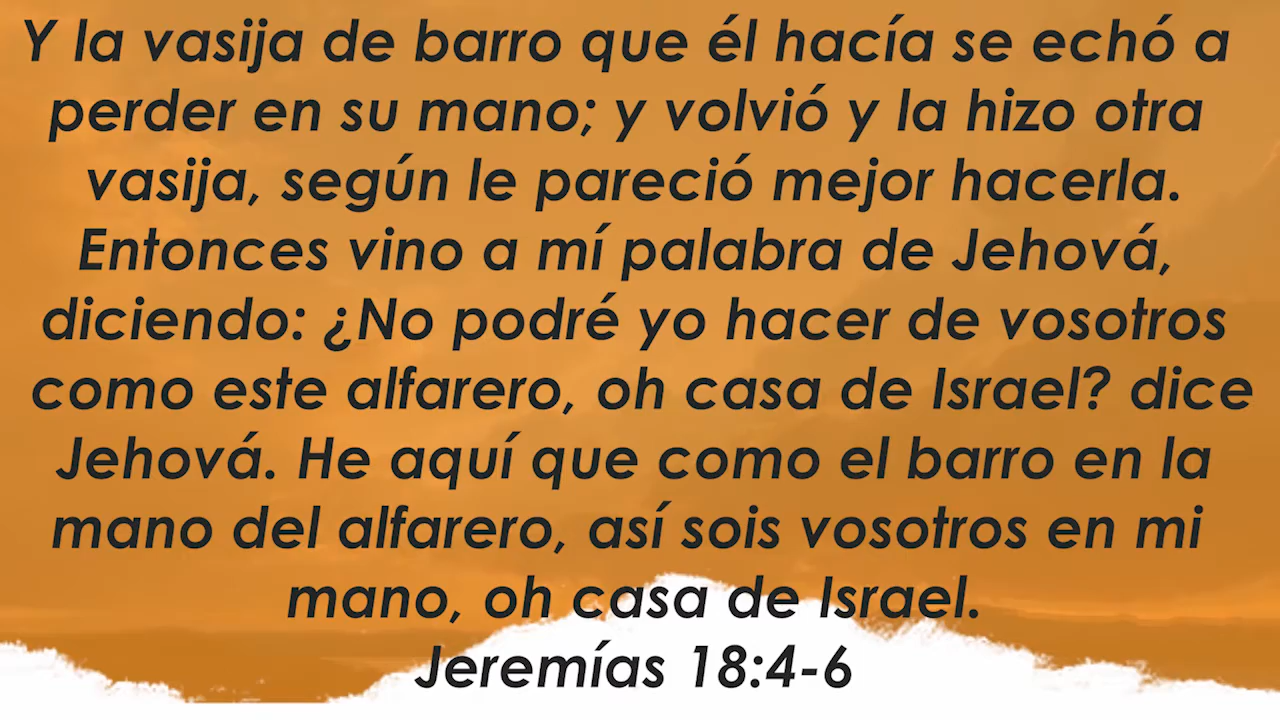 Y la vasija de barro que él hacía se echó a
perder en su mano; y volvió y la hizo otra
vasija, según le pareció mejor hacerla.
Entonces vino a mí palabra de Jehová,
diciendo: ¿No podré yo hacer de vosotros
como este alfarero, oh casa de Israel? dice
Jehová. He aquí que como el barro en la
mano del alfarero, así sois vosotros en mi
mano, oh casa de Israel.
Jeremías 18:4-6